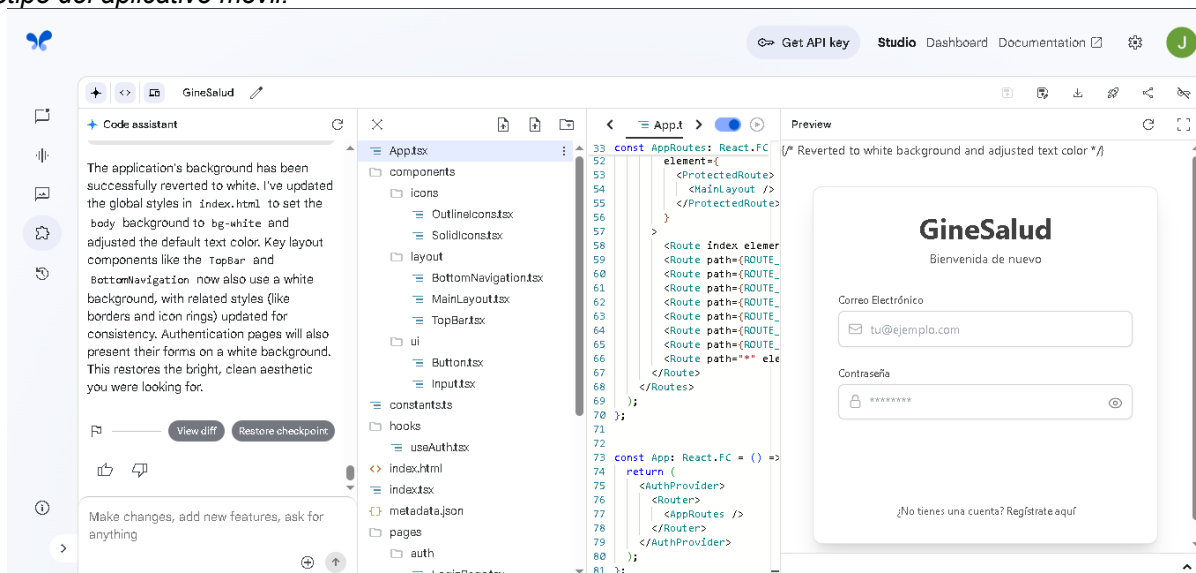 tipo del aplicativo móvil.
Get API key
Studio
Dashboard
Documentation
J
GineSalud
Code assistant
The application's background has been
successfully reverted to white. I've updated
the global styles in index.html to set the
body background to bg-white and
adjusted the default text color. Key layout
components like the TopBar and
BottomNavigation now also use a white
background, with related styles (like
borders and icon rings) updated for
consistency. Authentication pages will also
present their forms on a white background.
This restores the bright, clean aesthetic
you were looking for.
View diff
Restore checkpoint
Make changes, add new features, ask for
anything
App.tsx
components
icons
OutlineIcons.tsx
SolidIcons.tsx
layout
BottomNavigation.tsx
MainLayout.tsx
TopBar.tsx
ui
Button.tsx
Input.tsx
constants.ts
hooks
useAuth.tsx
index.html
index.tsx
metadata.json
pages
auth
App.t
33 const AppRoutes: React.FC
52 element={
53 <ProtectedRoute>
54 <MainLayout />
55 </ProtectedRoute>
56 }
57 >
58 <Route index elemer
59 <Route path={ROUTE_
60 <Route path={ROUTE_
61 <Route path={ROUTE_
62 <Route path={ROUTE_
63 <Route path={ROUTE_
64 <Route path={ROUTE_
65 <Route path={ROUTE_
66 <Route path="*" ele
67 </Route>
68 </Routes>
69 );
70 };
71
72
73 const App: React.FC = () =>
74 return (
75 <AuthProvider>
76 <Router>
77 <AppRoutes />
78 </Router>
79 </AuthProvider>
80 );
81 };
Preview
/* Reverted to white background and adjusted text color */
GineSalud
Bienvenida de nuevo
Correo Electrónico
tu@ejemplo.com
Contraseña
********
¿No tienes una cuenta? Regístrate aquí